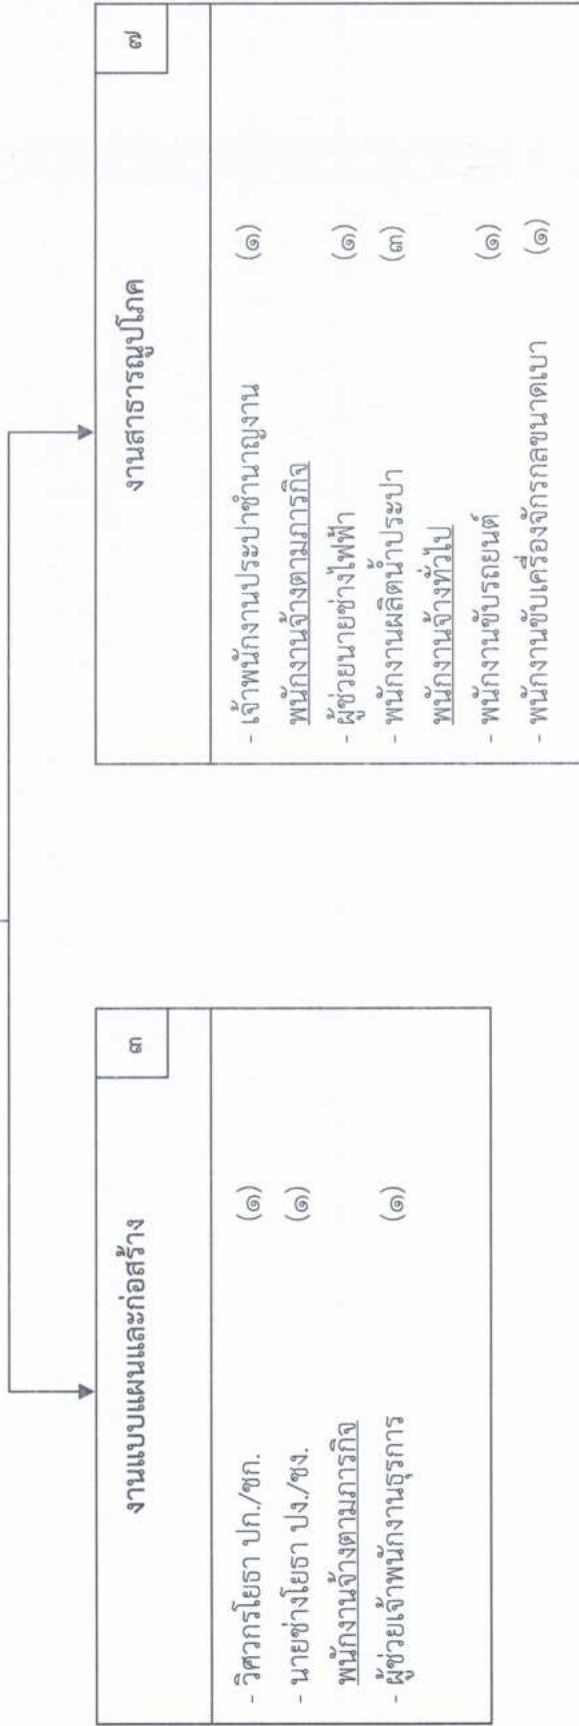 งานแบบแผนและก่อสร้าง ๓
- วิศวกรโยธา ปก./ชก. (๑)
- นายช่างโยธา ปง./ชง. (๑)
พนักงานจ้างตามภารกิจ
- ผู้ช่วยเจ้าพนักงานธุรการ (๑)
งานสาธารณูปโภค ๗
- เจ้าพนักงานประปาชำนาญงาน (๑)
พนักงานจ้างตามภารกิจ
- ผู้ช่วยนายช่างไฟฟ้า (๑)
- พนักงานผลิตน้ำประปา (๓)
พนักงานจ้างทั่วไป
- พนักงานขับรถยนต์ (๑)
- พนักงานขับเครื่องจักรกลขนาดเบา (๑)